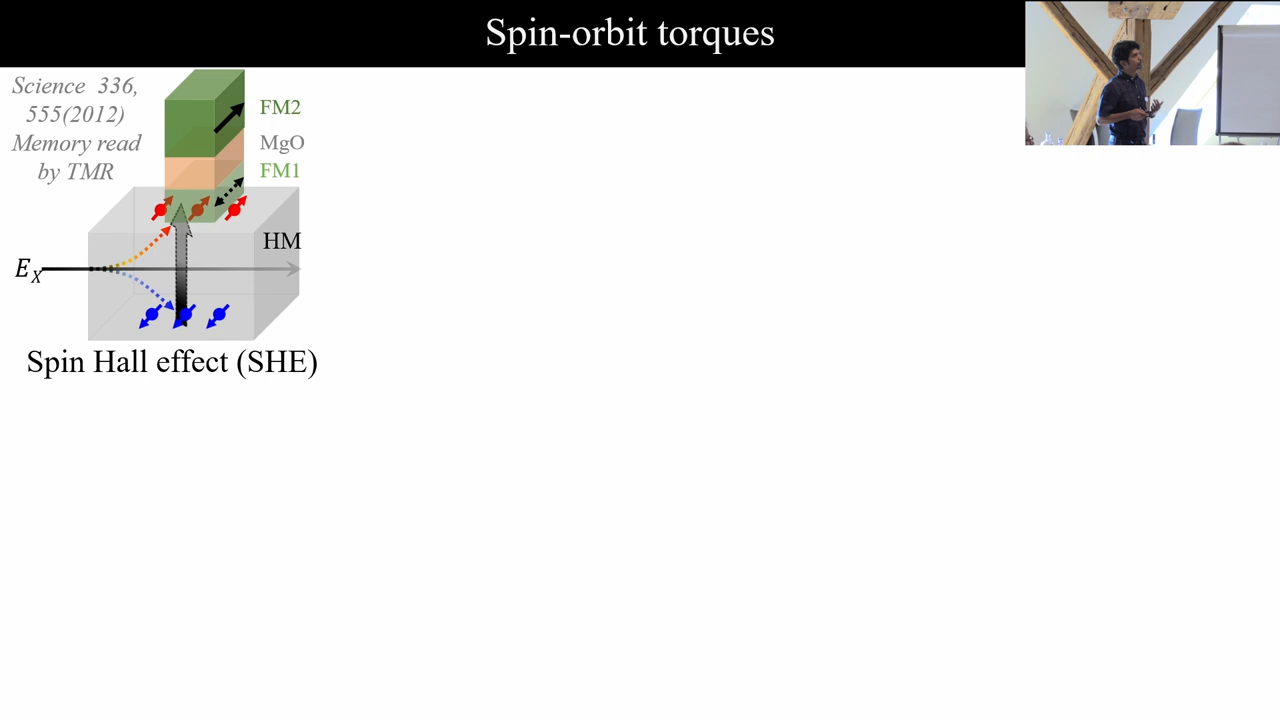 Spin-orbit torques
Science 336,
555(2012)
Memory read
by TMR
FM2
MgO
FM1
HM
EX
Spin Hall effect (SHE)